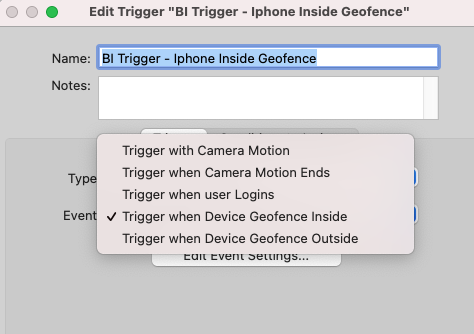 Edit Trigger "BI Trigger - Iphone Inside Geofence"
Name: BI Trigger - Iphone Inside Geofence
Notes:
Trigger with Camera Motion
Type
Trigger when Camera Motion Ends
Trigger when user Logins
Event
✓ Trigger when Device Geofence Inside
Trigger when Device Geofence Outside
Edit Event Settings...